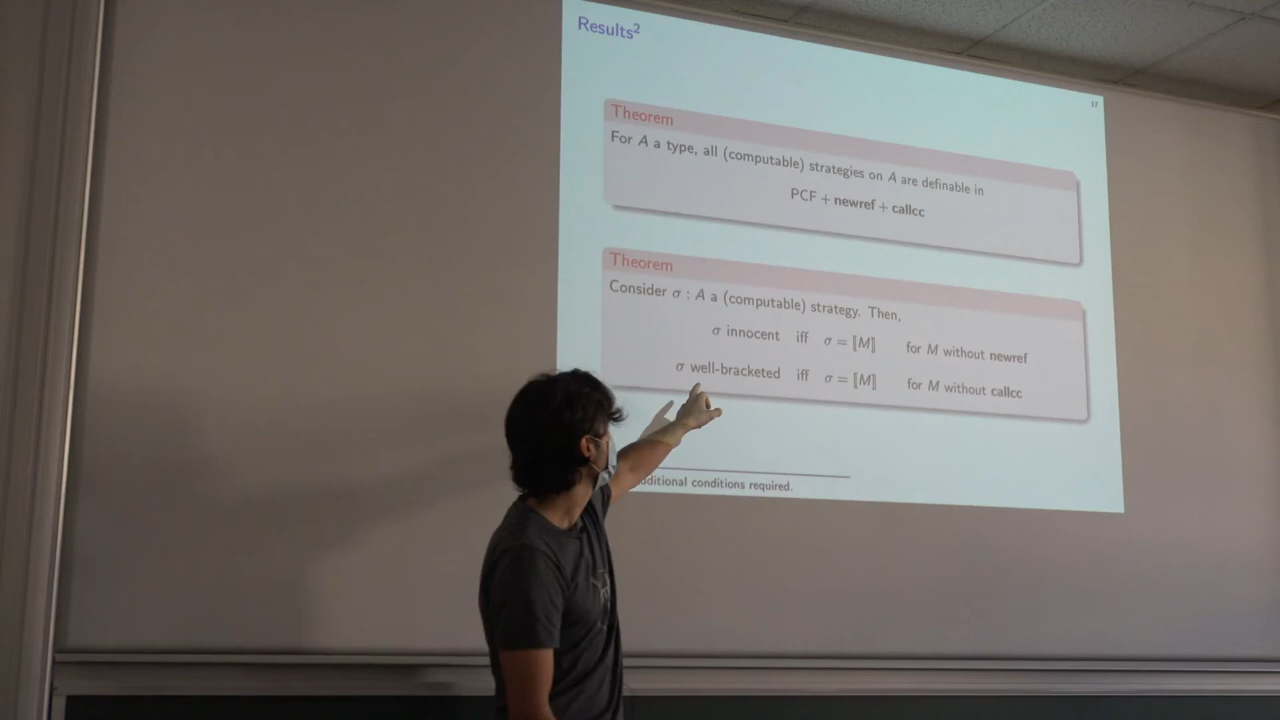 Results²
17
Theorem
For A a type, all (computable) strategies on A are definable in
PCF + newref + callcc
Theorem
Consider σ : A a (computable) strategy. Then,
σ innocent iff σ = ⟦M⟧ for M without newref
σ well-bracketed iff σ = ⟦M⟧ for M without callcc
conditions required.